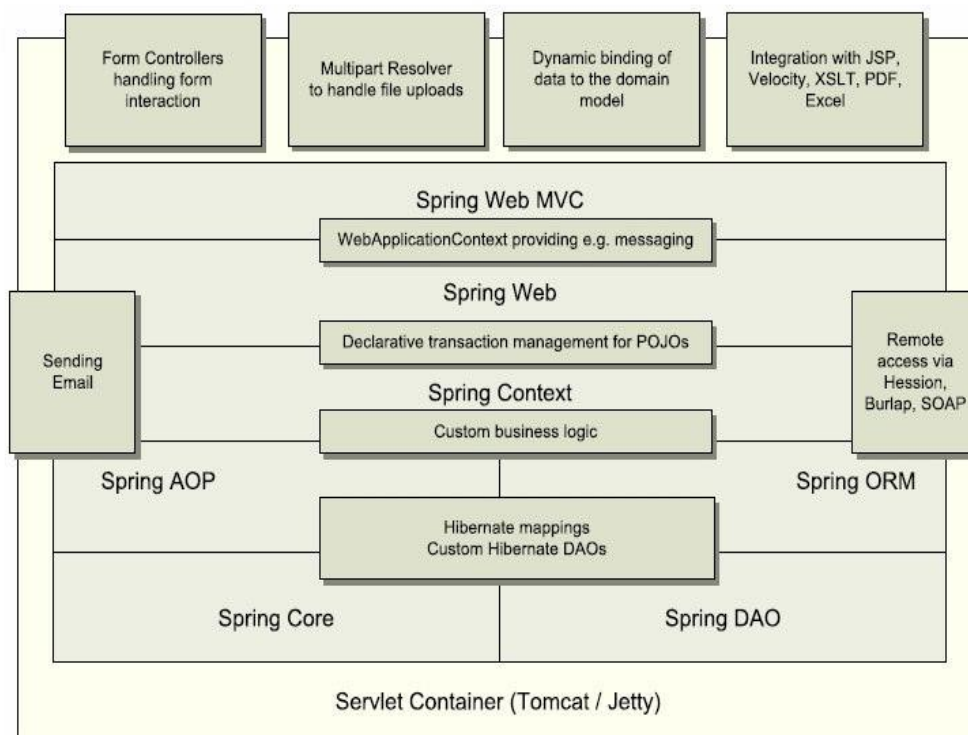 Form Controllers
handling form
interaction
Multipart Resolver
to handle file uploads
Dynamic binding of
data to the domain
model
Integration with JSP,
Velocity, XSLT, PDF,
Excel
Spring Web MVC
WebApplicationContext providing e.g. messaging
Spring Web
Sending
Email
Declarative transaction management for POJOs
Remote
access via
Hession,
Burlap, SOAP
Spring Context
Custom business logic
Spring AOP
Spring ORM
Hibernate mappings
Custom Hibernate DAOs
Spring Core
Spring DAO
Servlet Container (Tomcat / Jetty)